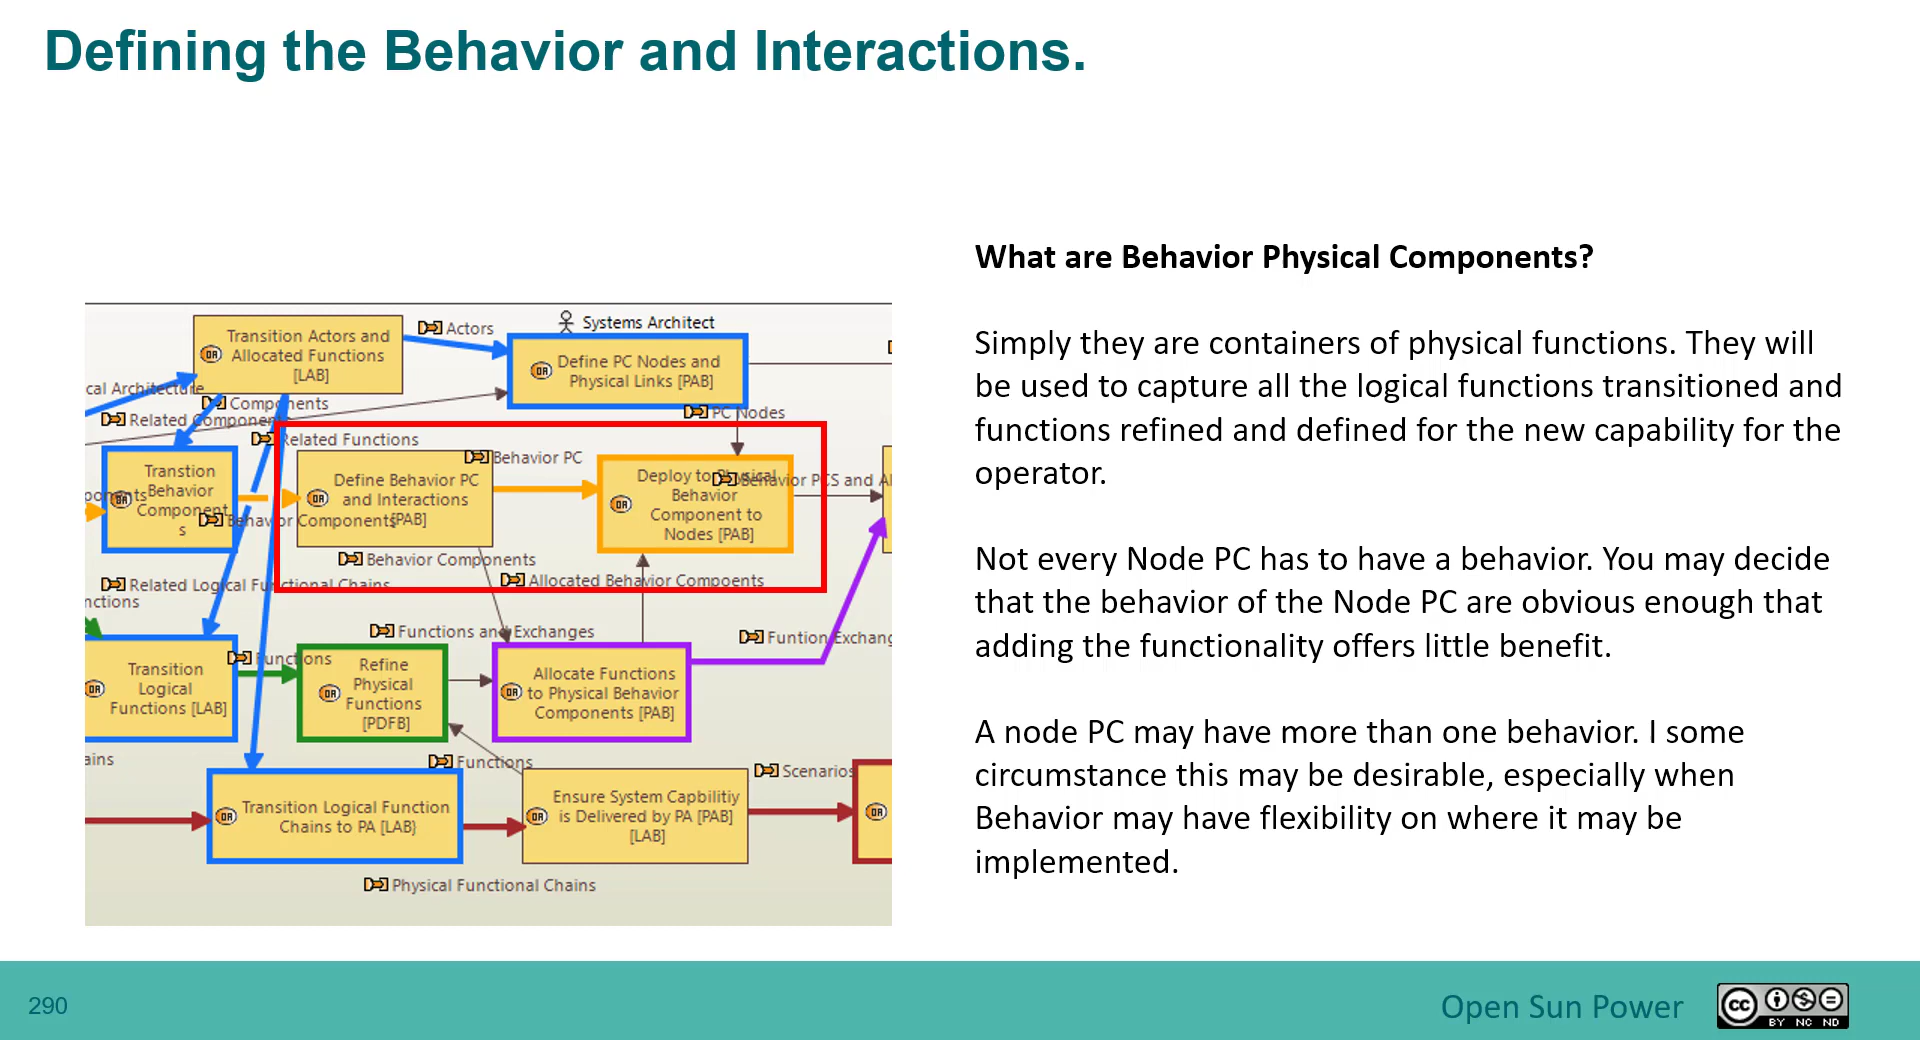 Defining the Behavior and Interactions.
What are Behavior Physical Components?
Simply they are containers of physical functions. They will
be used to capture all the logical functions transitioned and
functions refined and defined for the new capability for the
operator.
Not every Node PC has to have a behavior. You may decide
that the behavior of the Node PC are obvious enough that
adding the functionality offers little benefit.
A node PC may have more than one behavior. I some
circumstance this may be desirable, especially when
Behavior may have flexibility on where it may be
implemented.
Transition Actors and
Allocated Functions
[LAB]
Actors
Systems Architect
Define PC Nodes and
Physical Links [PAB]
cal Architecture
Components
Related Components
PC Nodes
Related Functions
Behavior PC
Transtion
Behavior
Component
s
ponents
Define Behavior PC
and Interactions
[PAB]
Deploy to Physical
Behavior
Component to
Nodes [PAB]
Behavior PCS and Al
Behavior Components
Behavior Components
Allocated Behavior Compoents
Related Logical Functional Chains
nctions
Functions and Exchanges
Funtion Exchang
Transition
Logical
Functions [LAB]
Functions
Refine
Physical
Functions
[PDFB]
Allocate Functions
to Physical Behavior
Components [PAB]
ains
Functions
Scenarios
Transition Logical Function
Chains to PA [LAB}
Ensure System Capbilitiy
is Delivered by PA [PAB]
[LAB]
Physical Functional Chains
290
Open Sun Power
cc
BY NC ND